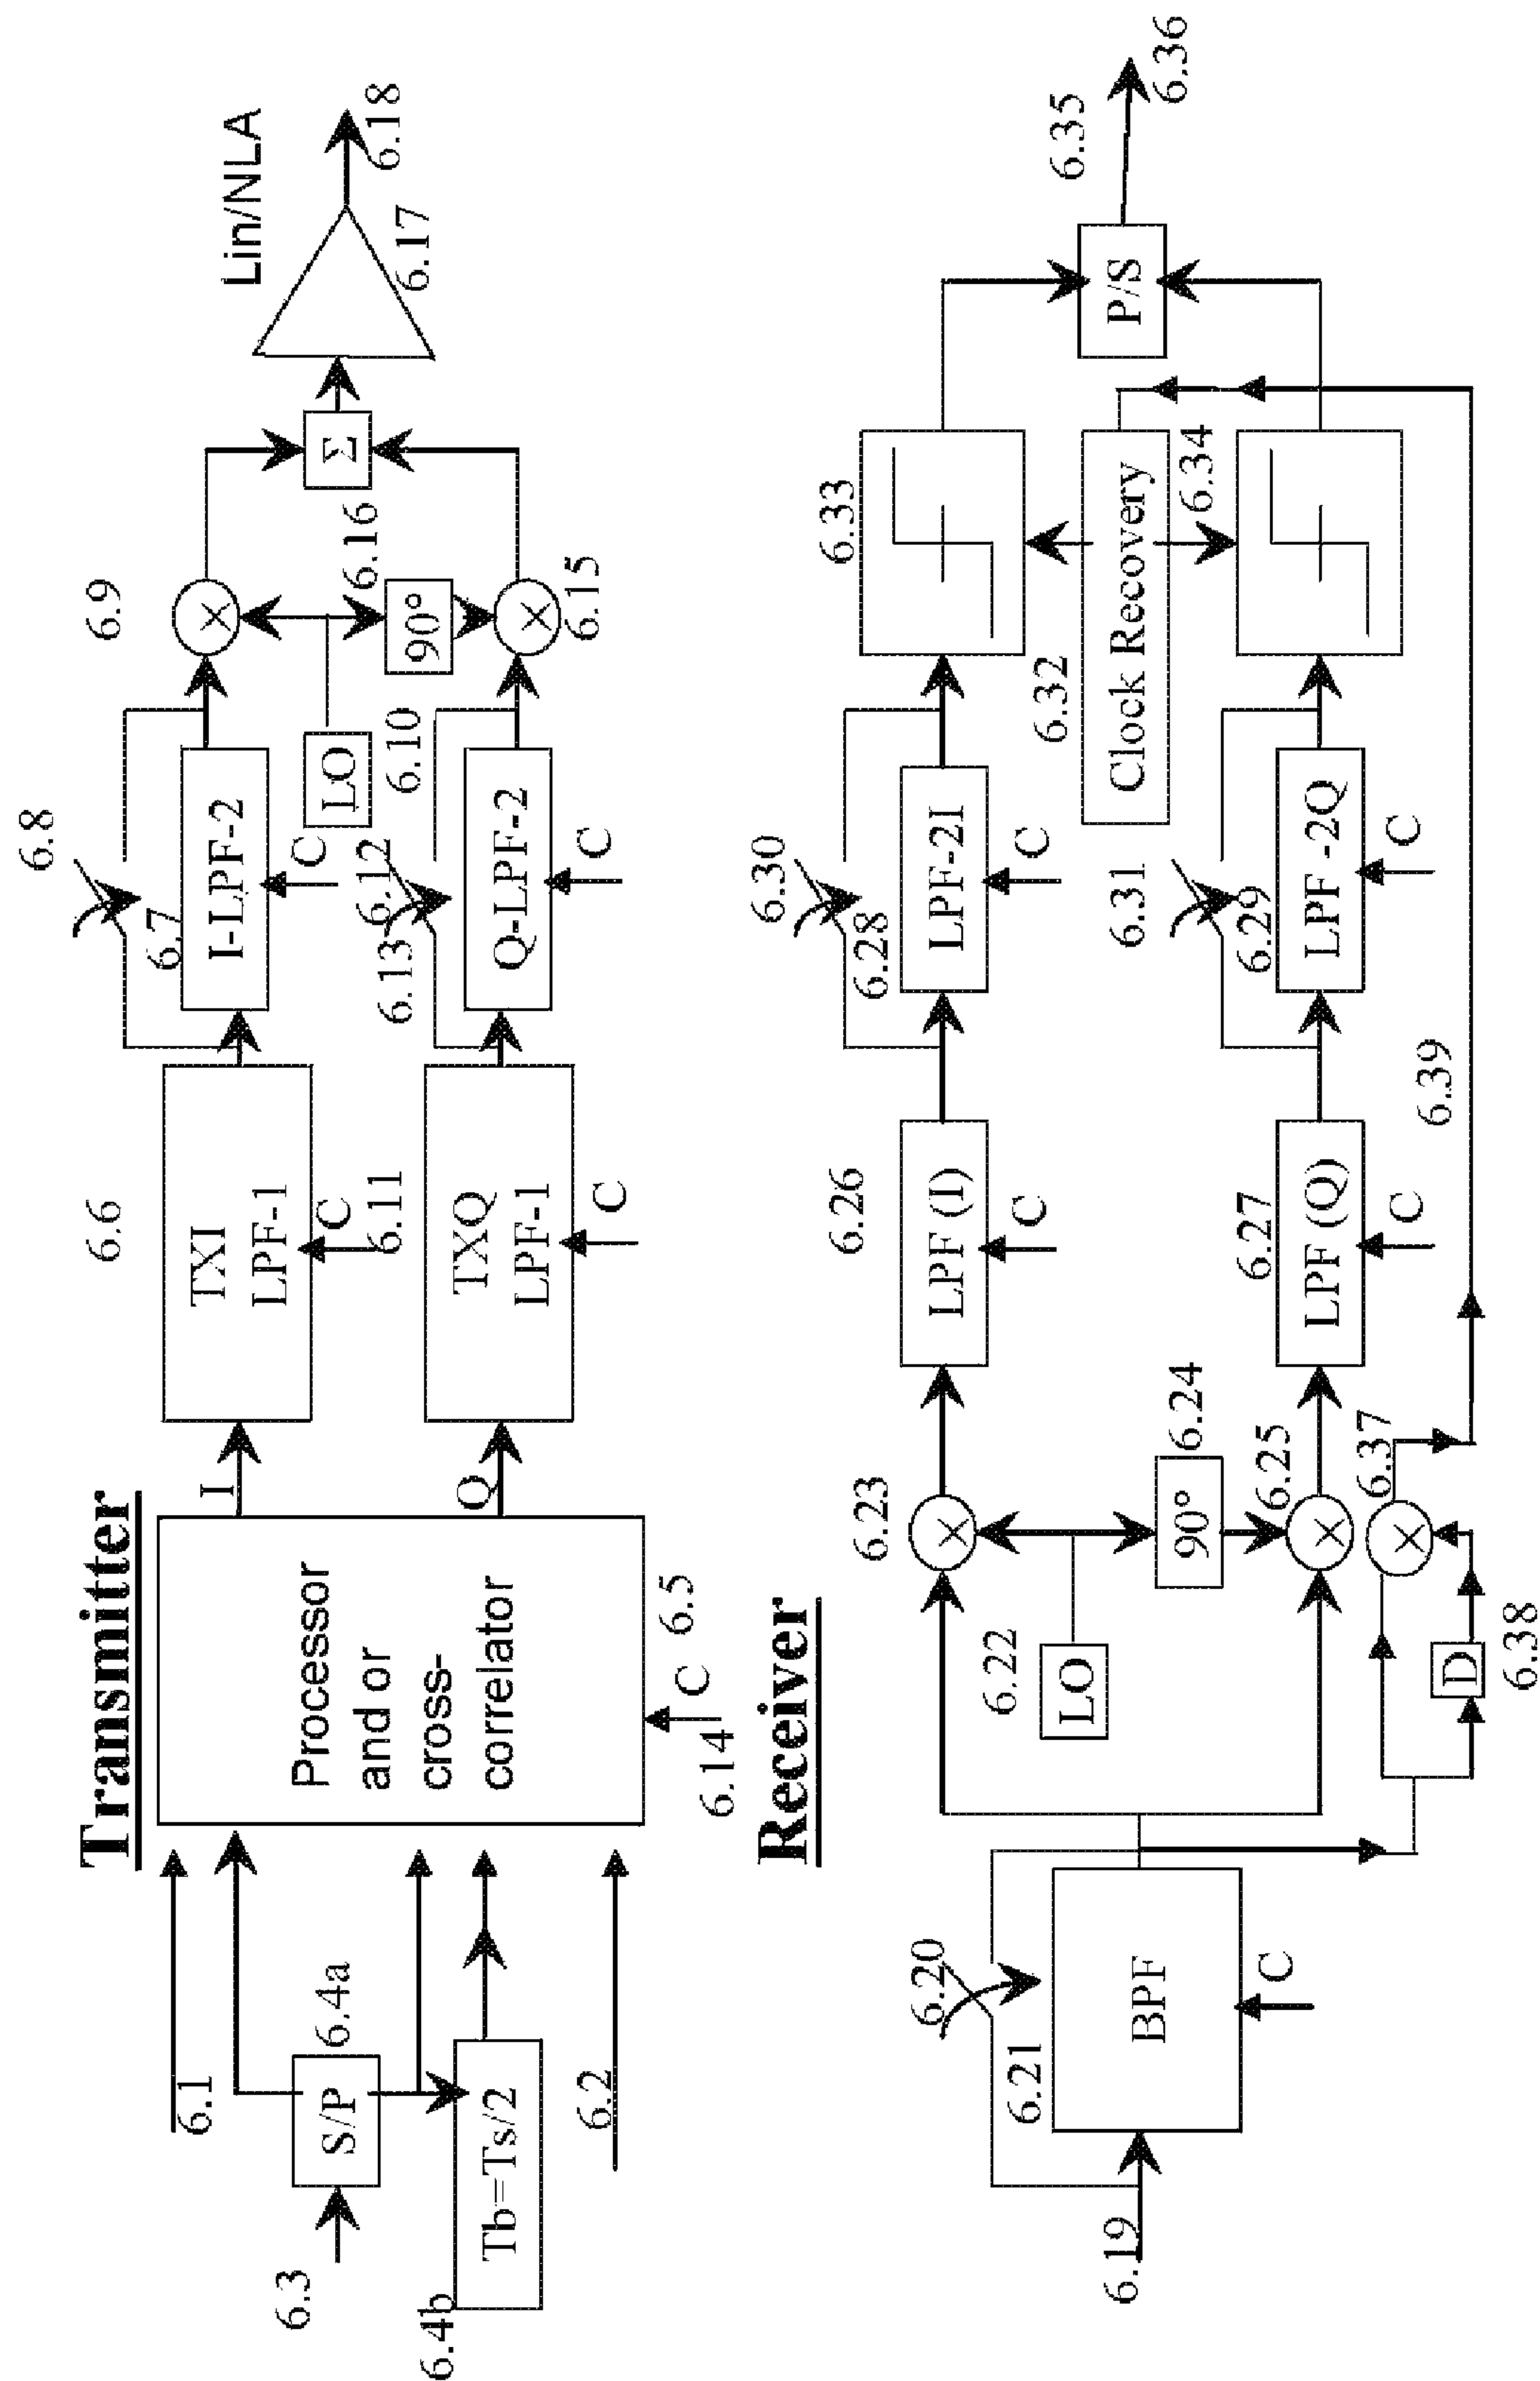 Transmitter
6.1
6.3
S/P
6.4a
6.4b
Tb=Ts/2
6.2
Processor
and or
cross-
correlator
6.14
C
6.5
I
Q
6.6
TXI
LPF-1
C
6.11
TXQ
LPF-1
C
6.8
6.7
I-LPF-2
C
LO
6.10
6.12
6.13
Q-LPF-2
C
6.9
6.16
90°
6.15
Σ
Lin/NLA
6.17
6.18
Receiver
6.19
6.20
6.21
BPF
C
6.22
LO
6.23
90°
6.24
6.25
6.37
D
6.38
6.39
6.26
LPF (I)
C
6.27
LPF (Q)
C
6.30
6.28
LPF-2I
C
6.31
6.29
LPF -2Q
C
6.32
Clock Recovery
6.33
6.34
P/S
6.35
6.36